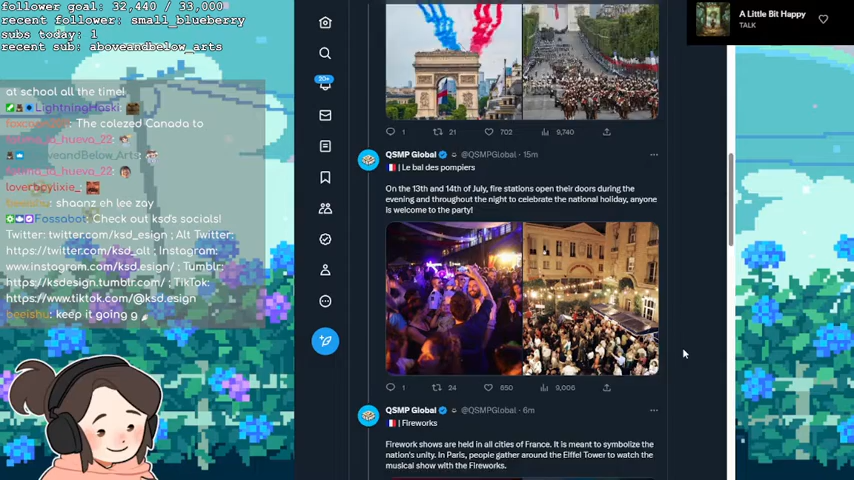 follower goal: 32,440 / 33,000
recent follower: small_blueberry
subs today: 1
recent sub: aboveandbelow_arts
at school all the time!
LightningHoski
The colezed Canada to
AboveandBelow_Arts
loverboylixie_:
shaanz eh lee zay
Fossabot: Check out ksd's socials!
Twitter: twitter.com/ksd_esign ; Alt Twitter:
https://twitter.com/ksd_alt ; Instagram:
www.instagram.com/ksd.esign/ ; Tumblr:
https://ksdesign.tumblr.com/ ; TikTok:
https://www.tiktok.com/@ksd.esign
beeishu: keep it going g
20+
1 21 702 9,740
QSMP Global @QSMPGlobal · 15m
| Le bal des pompiers
On the 13th and 14th of July, fire stations open their doors during the
evening and throughout the night to celebrate the national holiday, anyone
is welcome to the party!
1 24 650 9,006
QSMP Global @QSMPGlobal · 6m
| Fireworks
Firework shows are held in all cities of France. It is meant to symbolize the
nation's unity. In Paris, people gather around the Eiffel Tower to watch the
musical show with the Fireworks.
A Little Bit Happy
TALK